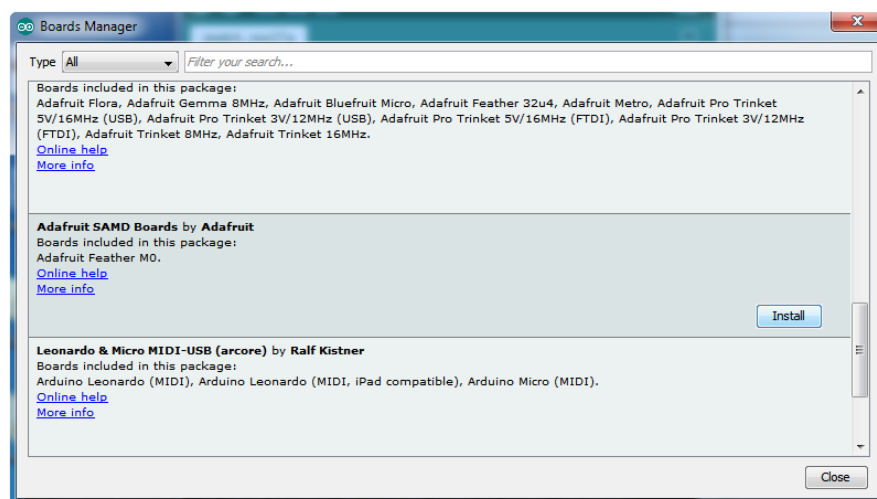 Boards Manager
Type All Filter your search...
Boards included in this package:
Adafruit Flora, Adafruit Gemma 8MHz, Adafruit Bluefruit Micro, Adafruit Feather 32u4, Adafruit Metro, Adafruit Pro Trinket
5V/16MHz (USB), Adafruit Pro Trinket 3V/12MHz (USB), Adafruit Pro Trinket 5V/16MHz (FTDI), Adafruit Pro Trinket 3V/12MHz
(FTDI), Adafruit Trinket 8MHz, Adafruit Trinket 16MHz.
Online help
More info
Adafruit SAMD Boards by Adafruit
Boards included in this package:
Adafruit Feather M0.
Online help
More info
Install
Leonardo & Micro MIDI-USB (arcore) by Ralf Kistner
Boards included in this package:
Arduino Leonardo (MIDI), Arduino Leonardo (MIDI, iPad compatible), Arduino Micro (MIDI).
Online help
More info
Close